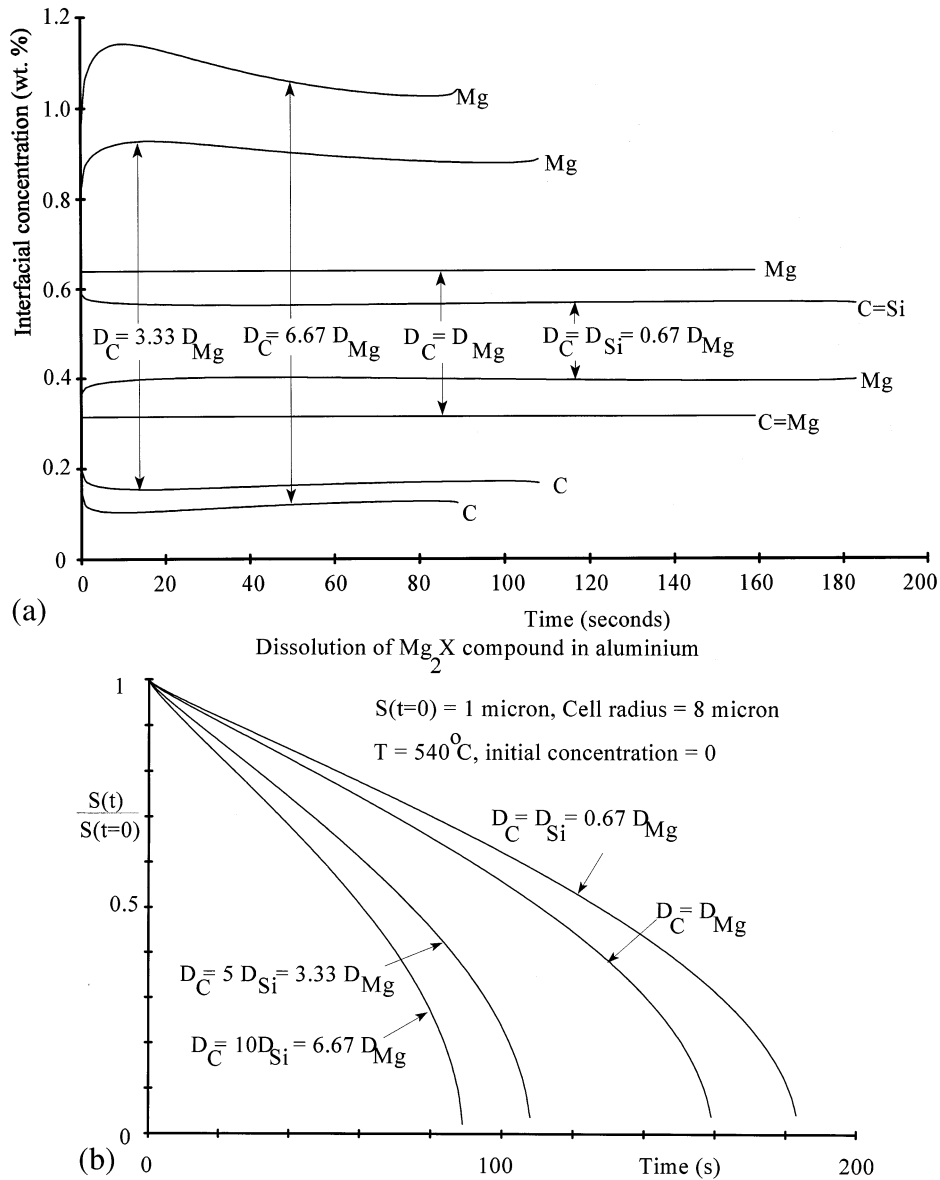 Interfacial concentration (wt. %)
1.2
1.0
0.8
0.6
0.4
0.2
0
Mg
Mg
Mg
C=Si
D_C= 3.33 D_Mg
D_C= 6.67 D_Mg
D_C= D_Mg
D_C= D_Si= 0.67 D_Mg
Mg
C=Mg
C
C
0 20 40 60 80 100 120 140 160 180 200
(a)
Time (seconds)
Dissolution of Mg_2X compound in aluminium
1
S(t=0) = 1 micron, Cell radius = 8 micron
T = 540°C, initial concentration = 0
S(t)
S(t=0)
D_C= D_Si= 0.67 D_Mg
0.5
D_C= D_Mg
D_C= 5 D_Si= 3.33 D_Mg
D_C= 10D_Si= 6.67 D_Mg
0
(b)
0 100 Time (s) 200